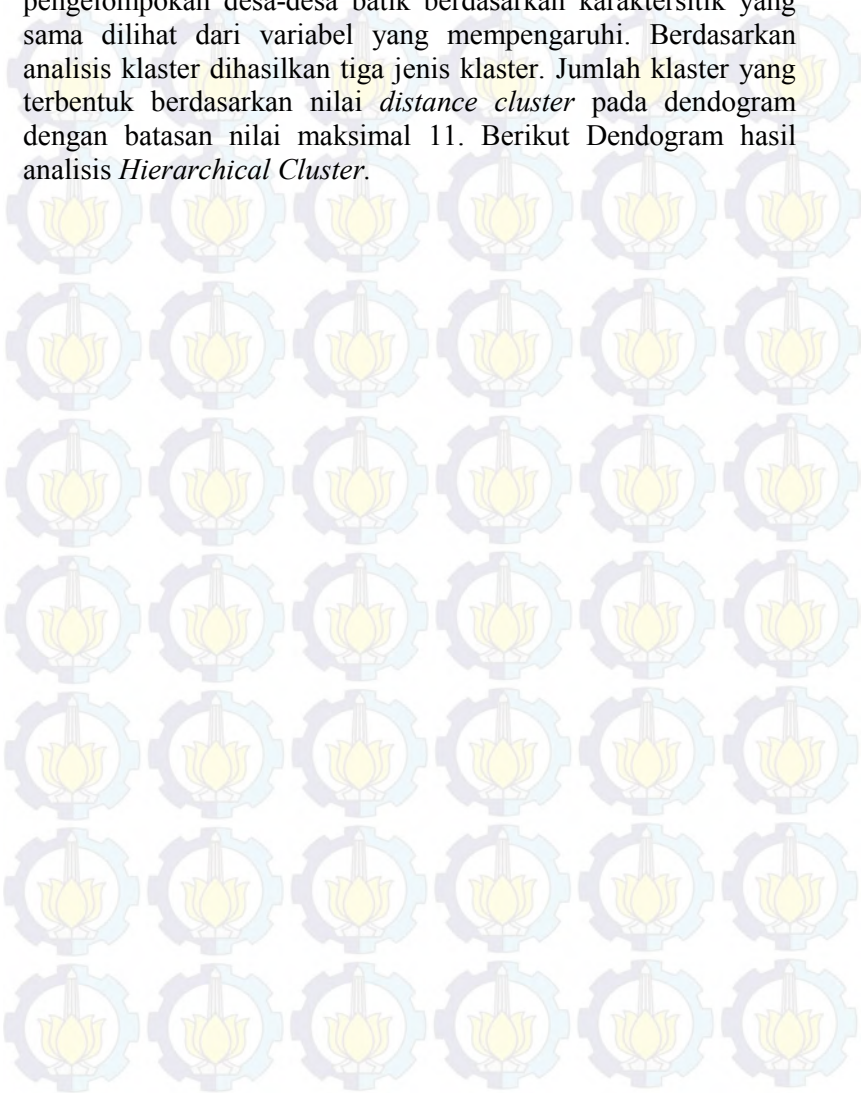 pengelompokan desa-desa batik berdasarkan karaktersitik yang
sama dilihat dari variabel yang mempengaruhi. Berdasarkan
analisis klaster dihasilkan tiga jenis klaster. Jumlah klaster yang
terbentuk berdasarkan nilai distance cluster pada dendogram
dengan batasan nilai maksimal 11. Berikut Dendogram hasil
analisis Hierarchical Cluster.